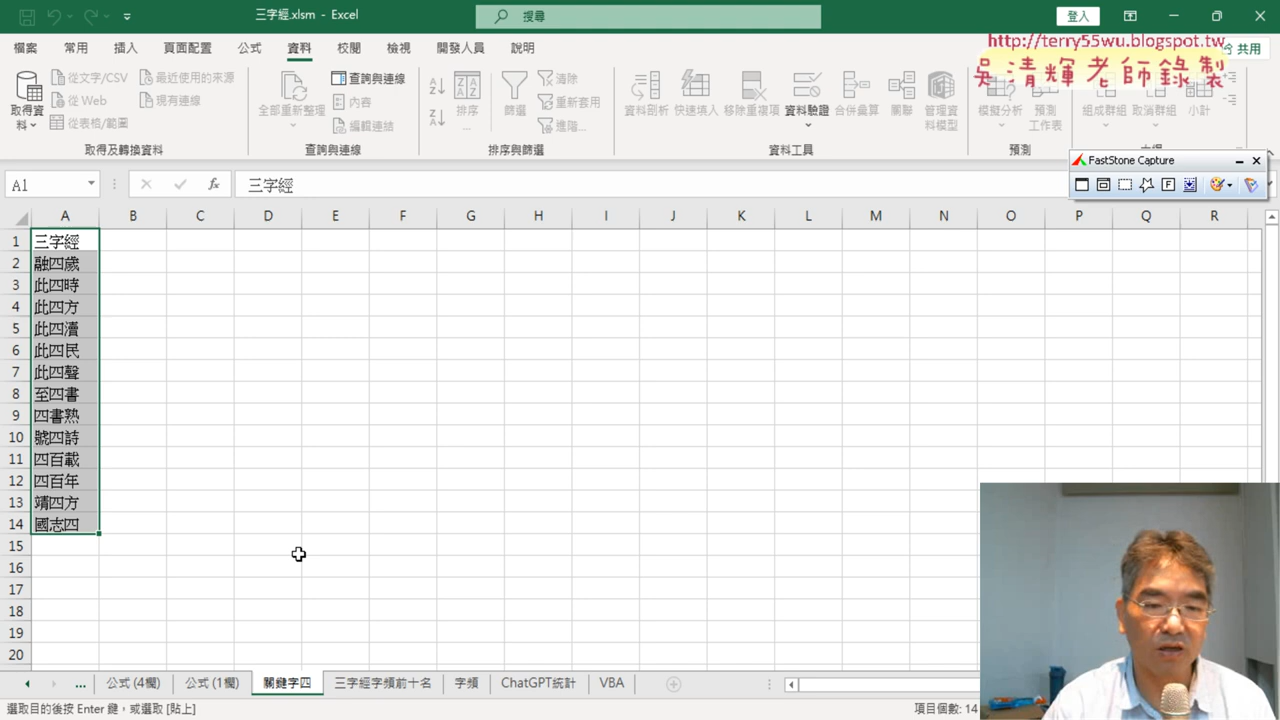 三字經.xlsm - Excel
搜尋
登入
檔案 常用 插入 頁面配置 公式 資料 校閱 檢視 開發人員 說明
共用
http://terry55wu.blogspot.tw
吳清輝老師錄製
取得資料
從文字/CSV
從 Web
從表格/範圍
最近使用的來源
現有連線
取得及轉換資料
全部重新整理
查詢與連線
內容
編輯連結
查詢與連線
排序...
篩選
清除
重新套用
進階...
排序與篩選
資料剖析 快速填入 移除重複項 資料驗證 合併彙算 關聯 管理資料模型
資料工具
模擬分析 預測工作表
預測
組成群組 取消群組 小計
FastStone Capture
A1
fx
三字經
A B C D E F G H I J K L M N O P Q R
1 三字經
2 融四歲
3 此四時
4 此四方
5 此四瀆
6 此四民
7 此四聲
8 至四書
9 四書熟
10 號四詩
11 四百載
12 四百年
13 靖四方
14 國志四
15
16
17
18
19
20
... 公式 (4欄) 公式 (1欄) 關鍵字四 三字經字頻前十名 字頻 ChatGPT統計 VBA
選取目的後按 Enter 鍵，或選取 [貼上]
項目個數: 14